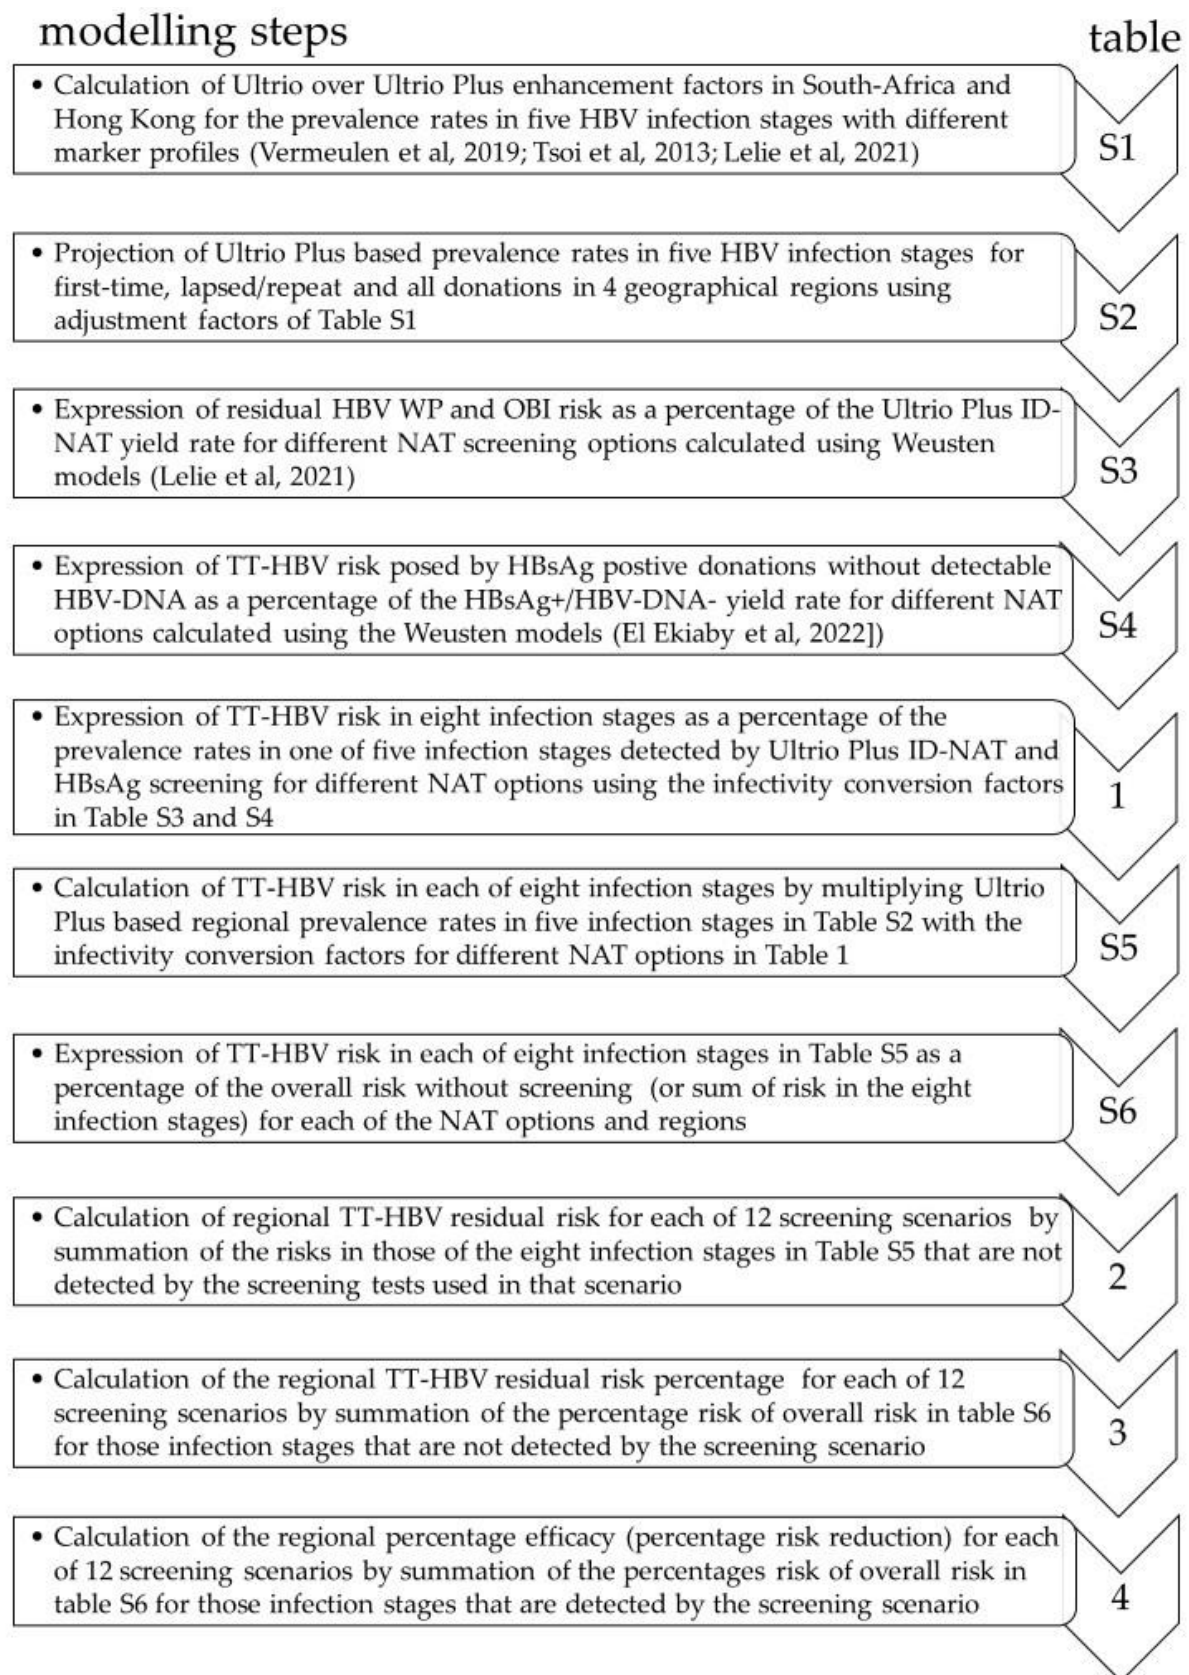 modelling steps
table
• Calculation of Ultrio over Ultrio Plus enhancement factors in South-Africa and
Hong Kong for the prevalence rates in five HBV infection stages with different
marker profiles (Vermeulen et al, 2019; Tsoi et al, 2013; Lelie et al, 2021)
S1
• Projection of Ultrio Plus based prevalence rates in five HBV infection stages for
first-time, lapsed/repeat and all donations in 4 geographical regions using
adjustment factors of Table S1
S2
• Expression of residual HBV WP and OBI risk as a percentage of the Ultrio Plus ID-
NAT yield rate for different NAT screening options calculated using Weusten
models (Lelie et al, 2021)
S3
• Expression of TT-HBV risk posed by HBsAg postive donations without detectable
HBV-DNA as a percentage of the HBsAg+/HBV-DNA- yield rate for different NAT
options calculated using the Weusten models (El Ekiaby et al, 2022])
S4
• Expression of TT-HBV risk in eight infection stages as a percentage of the
prevalence rates in one of five infection stages detected by Ultrio Plus ID-NAT and
HBsAg screening for different NAT options using the infectivity conversion factors
in Table S3 and S4
1
• Calculation of TT-HBV risk in each of eight infection stages by multiplying Ultrio
Plus based regional prevalence rates in five infection stages in Table S2 with the
infectivity conversion factors for different NAT options in Table 1
S5
• Expression of TT-HBV risk in each of eight infection stages in Table S5 as a
percentage of the overall risk without screening (or sum of risk in the eight
infection stages) for each of the NAT options and regions
S6
• Calculation of regional TT-HBV residual risk for each of 12 screening scenarios by
summation of the risks in those of the eight infection stages in Table S5 that are not
detected by the screening tests used in that scenario
2
• Calculation of the regional TT-HBV residual risk percentage for each of 12
screening scenarios by summation of the percentage risk of overall risk in table S6
for those infection stages that are not detected by the screening scenario
3
• Calculation of the regional percentage efficacy (percentage risk reduction) for each
of 12 screening scenarios by summation of the percentages risk of overall risk in
table S6 for those infection stages that are detected by the screening scenario
4